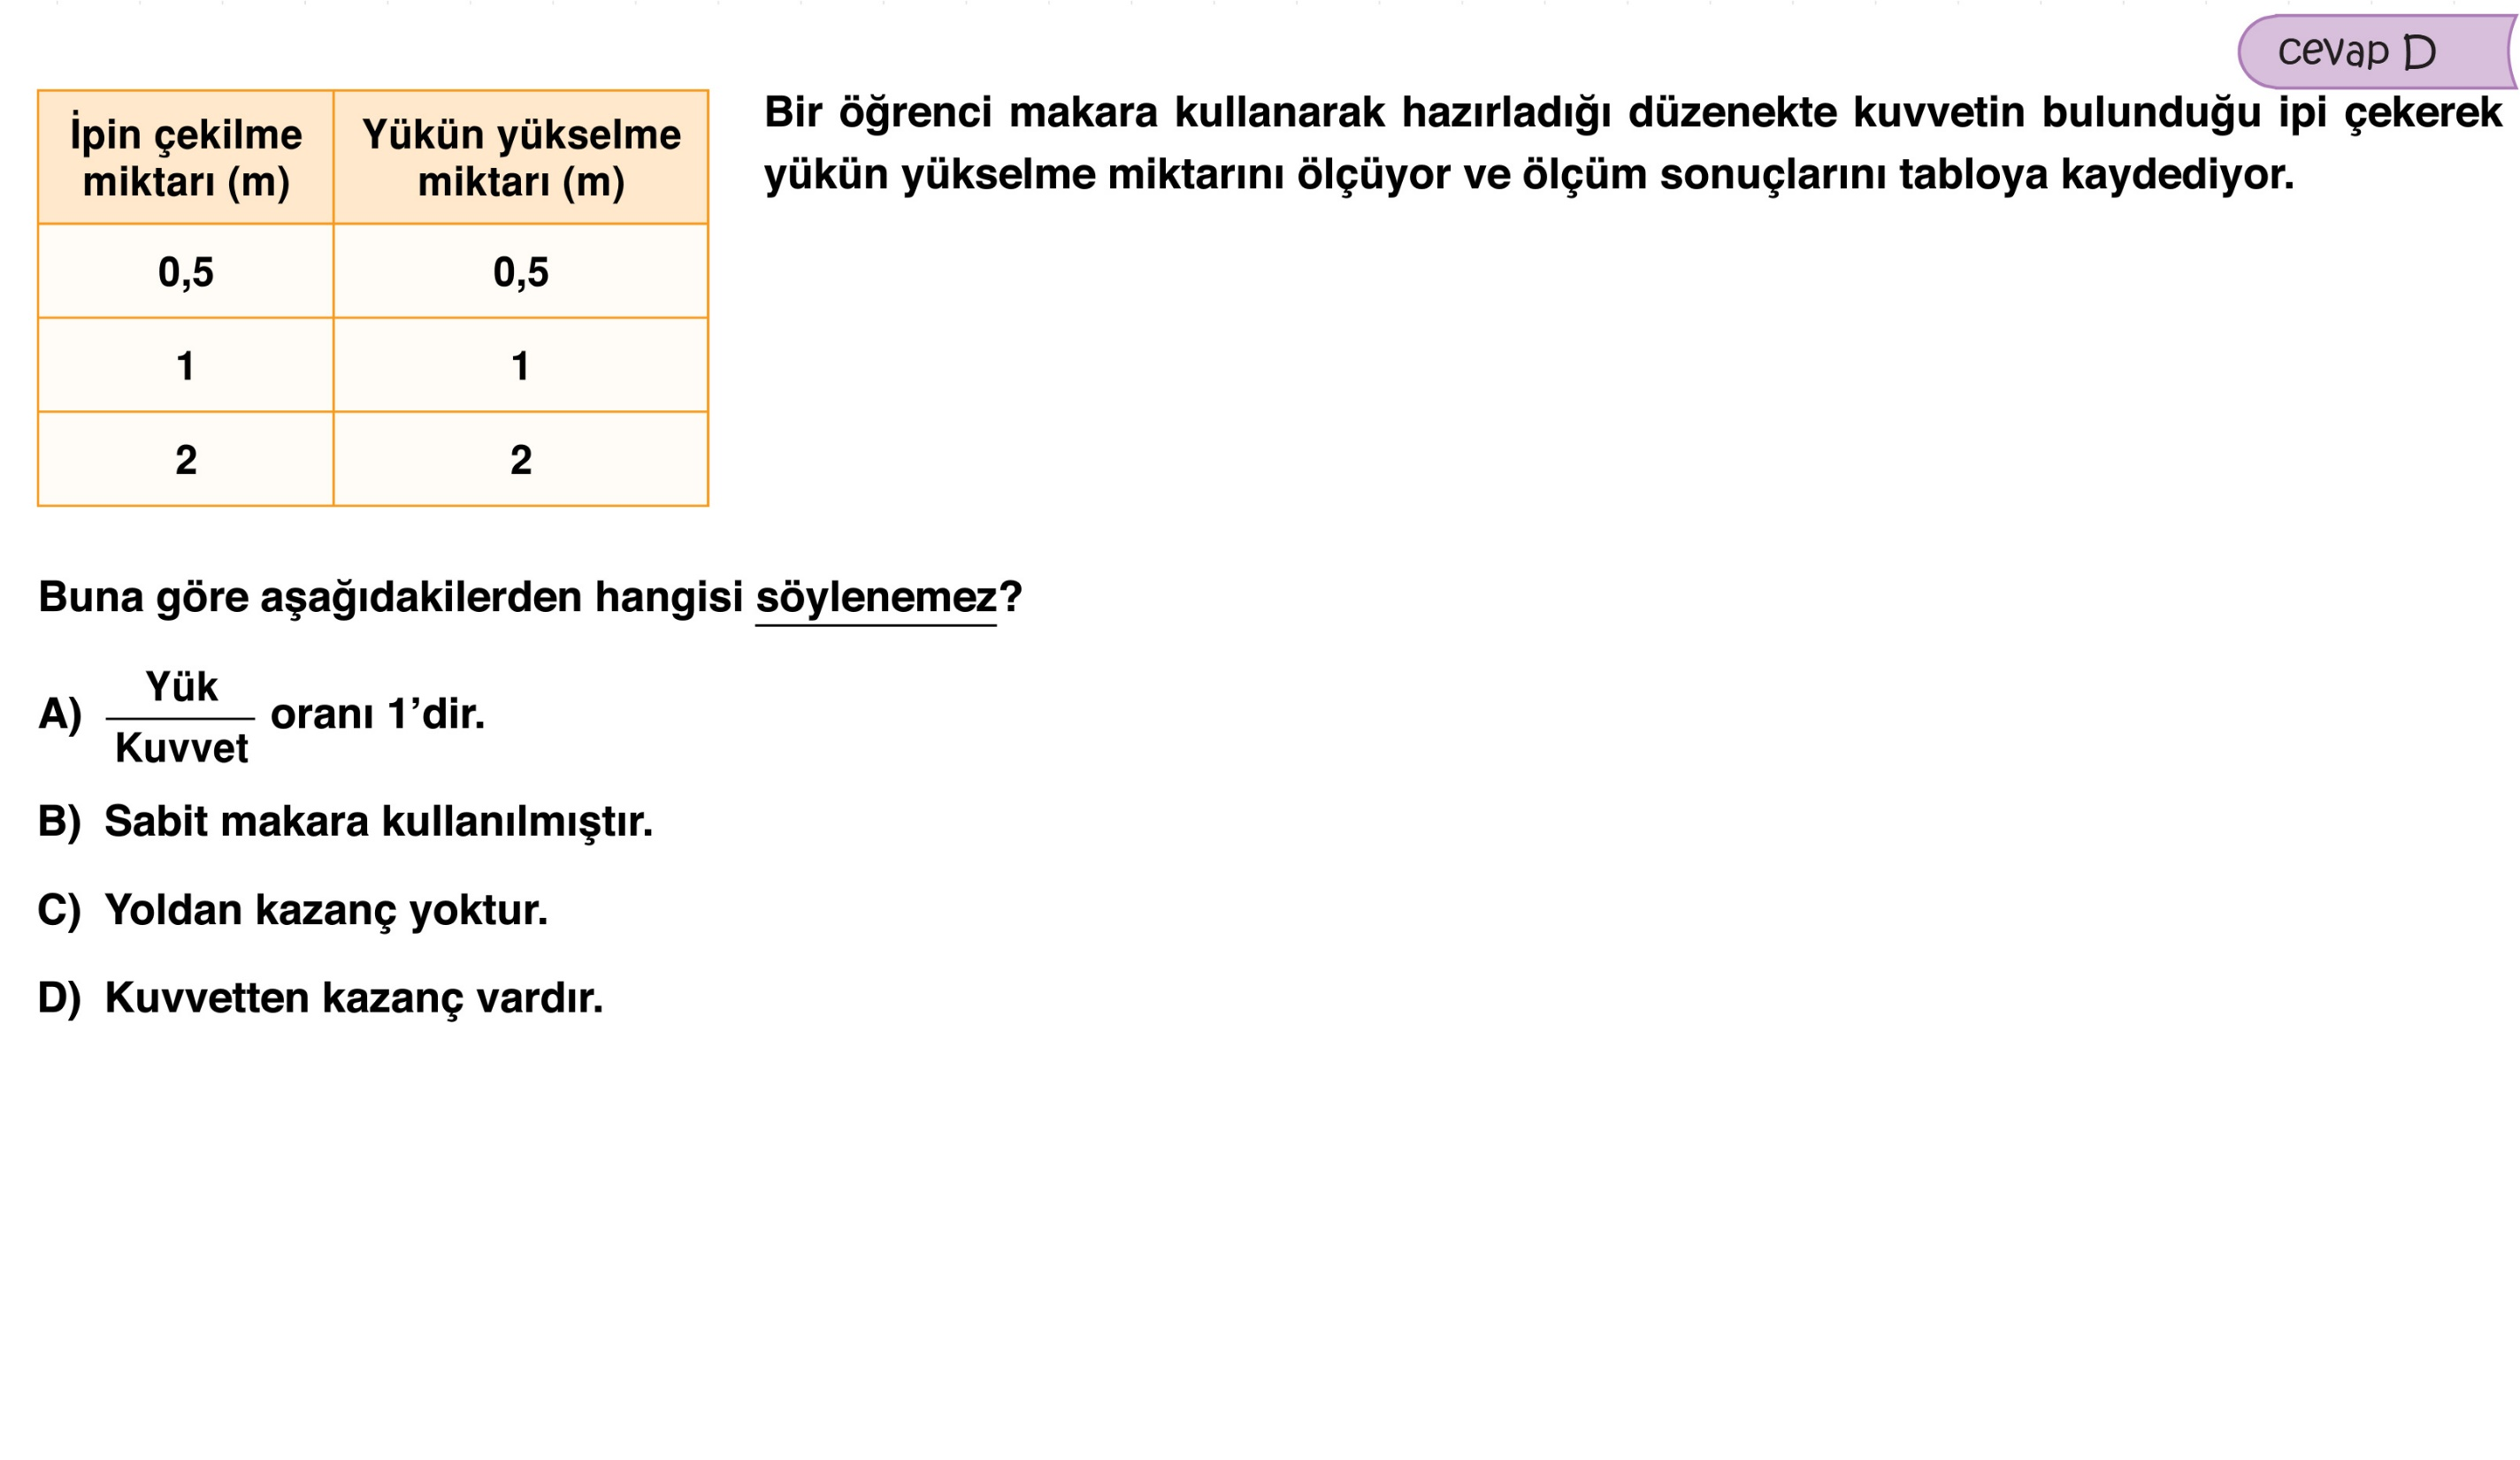 cevap D
İpin çekilme miktarı (m) Yükün yükselme miktarı (m)
0,5 0,5
1 1
2 2
Bir öğrenci makara kullanarak hazırladığı düzenekte kuvvetin bulunduğu ipi çekerek
yükün yükselme miktarını ölçüyor ve ölçüm sonuçlarını tabloya kaydediyor.
Buna göre aşağıdakilerden hangisi söylenemez?
A) Yük / Kuvvet oranı 1’dir.
B) Sabit makara kullanılmıştır.
C) Yoldan kazanç yoktur.
D) Kuvvetten kazanç vardır.